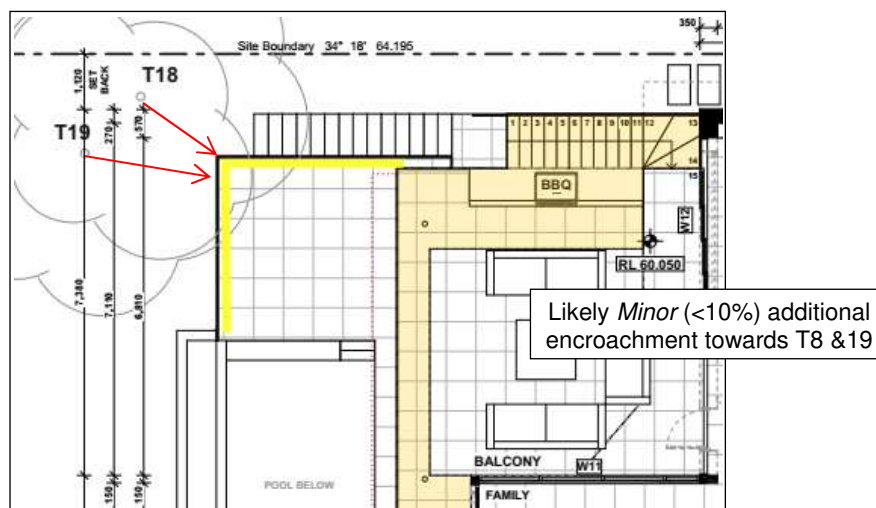 350
Site Boundary 34° 18' 64.195
1,120
SET
BACK
T18
T19
270
570
1 2 3 4 5 6 7 8 9 10 11 12 13
14
15
BBQ
W12
RL 60.050
7,380
7,110
6,810
Likely Minor (<10%) additional
encroachment towards T8 &19
BALCONY
W11
POOL BELOW
FAMILY
150
150